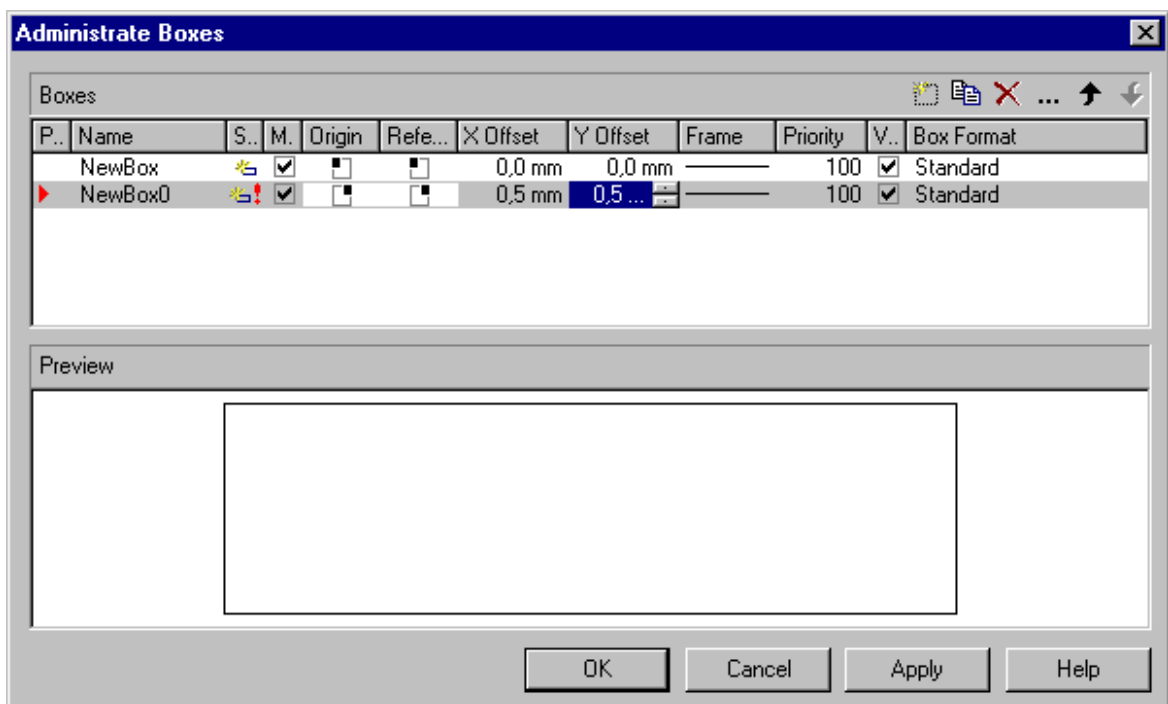 Administrate Boxes
Boxes
...
P.. Name S.. M. Origin Refe... X Offset Y Offset Frame Priority V.. Box Format
NewBox 0,0 mm 0,0 mm 100 Standard
NewBox0 0,5 mm 0,5 ... 100 Standard
Preview
OK Cancel Apply Help